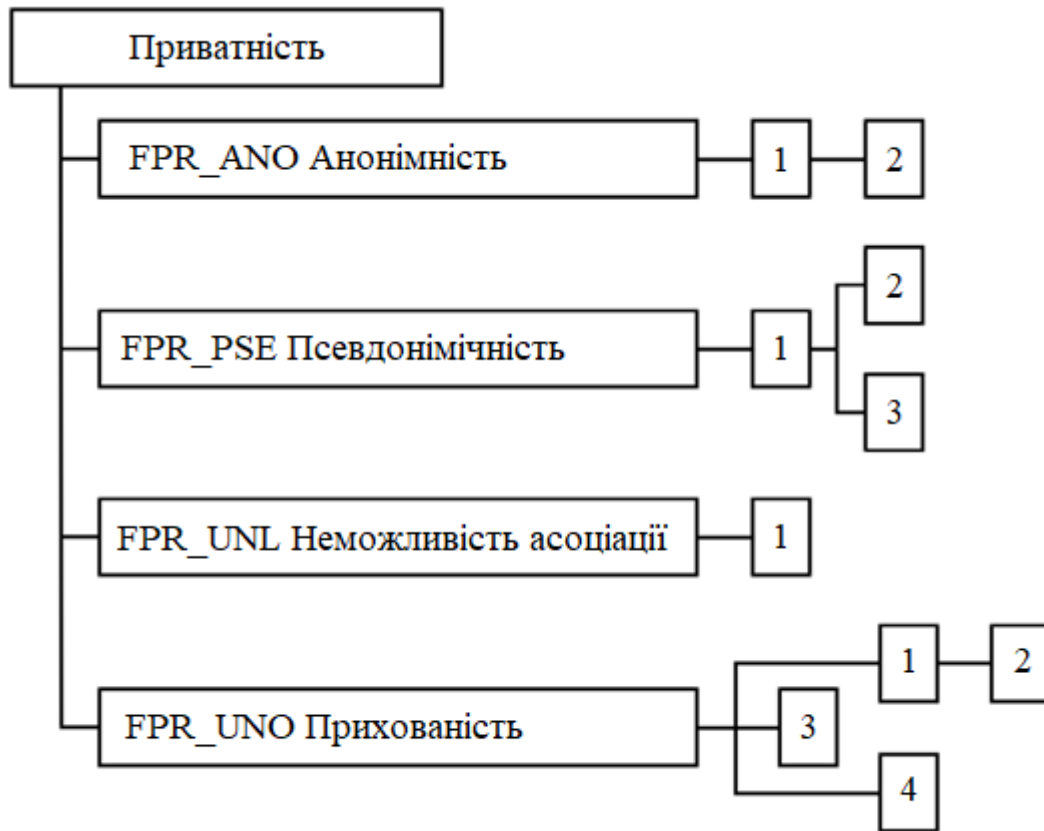 Приватність
FPR_ANO Анонімність 1 2
2
FPR_PSE Псевдонімічність 1
3
FPR_UNL Неможливість асоціації 1
1 2
FPR_UNO Прихованість 3
4